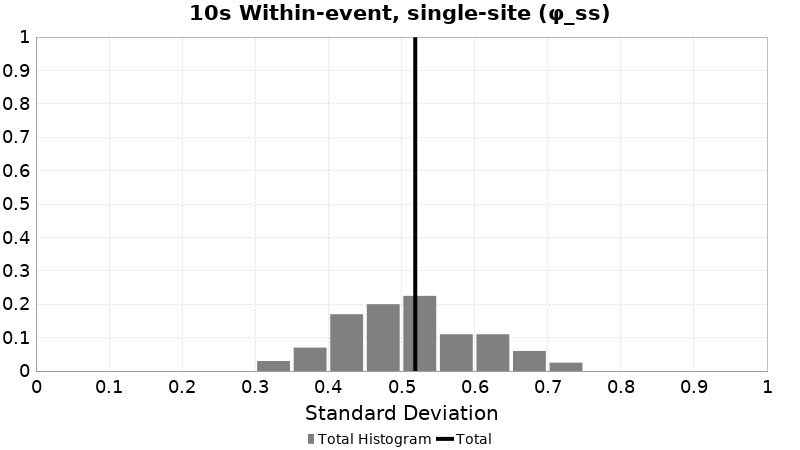 10s Within-event, single-site (φ_ss)
1
0.9
0.8
0.7
0.6
0.5
0.4
0.3
0.2
0.1
0
0 0.1 0.2 0.3 0.4 0.5 0.6 0.7 0.8 0.9 1
Standard Deviation
Total Histogram Total